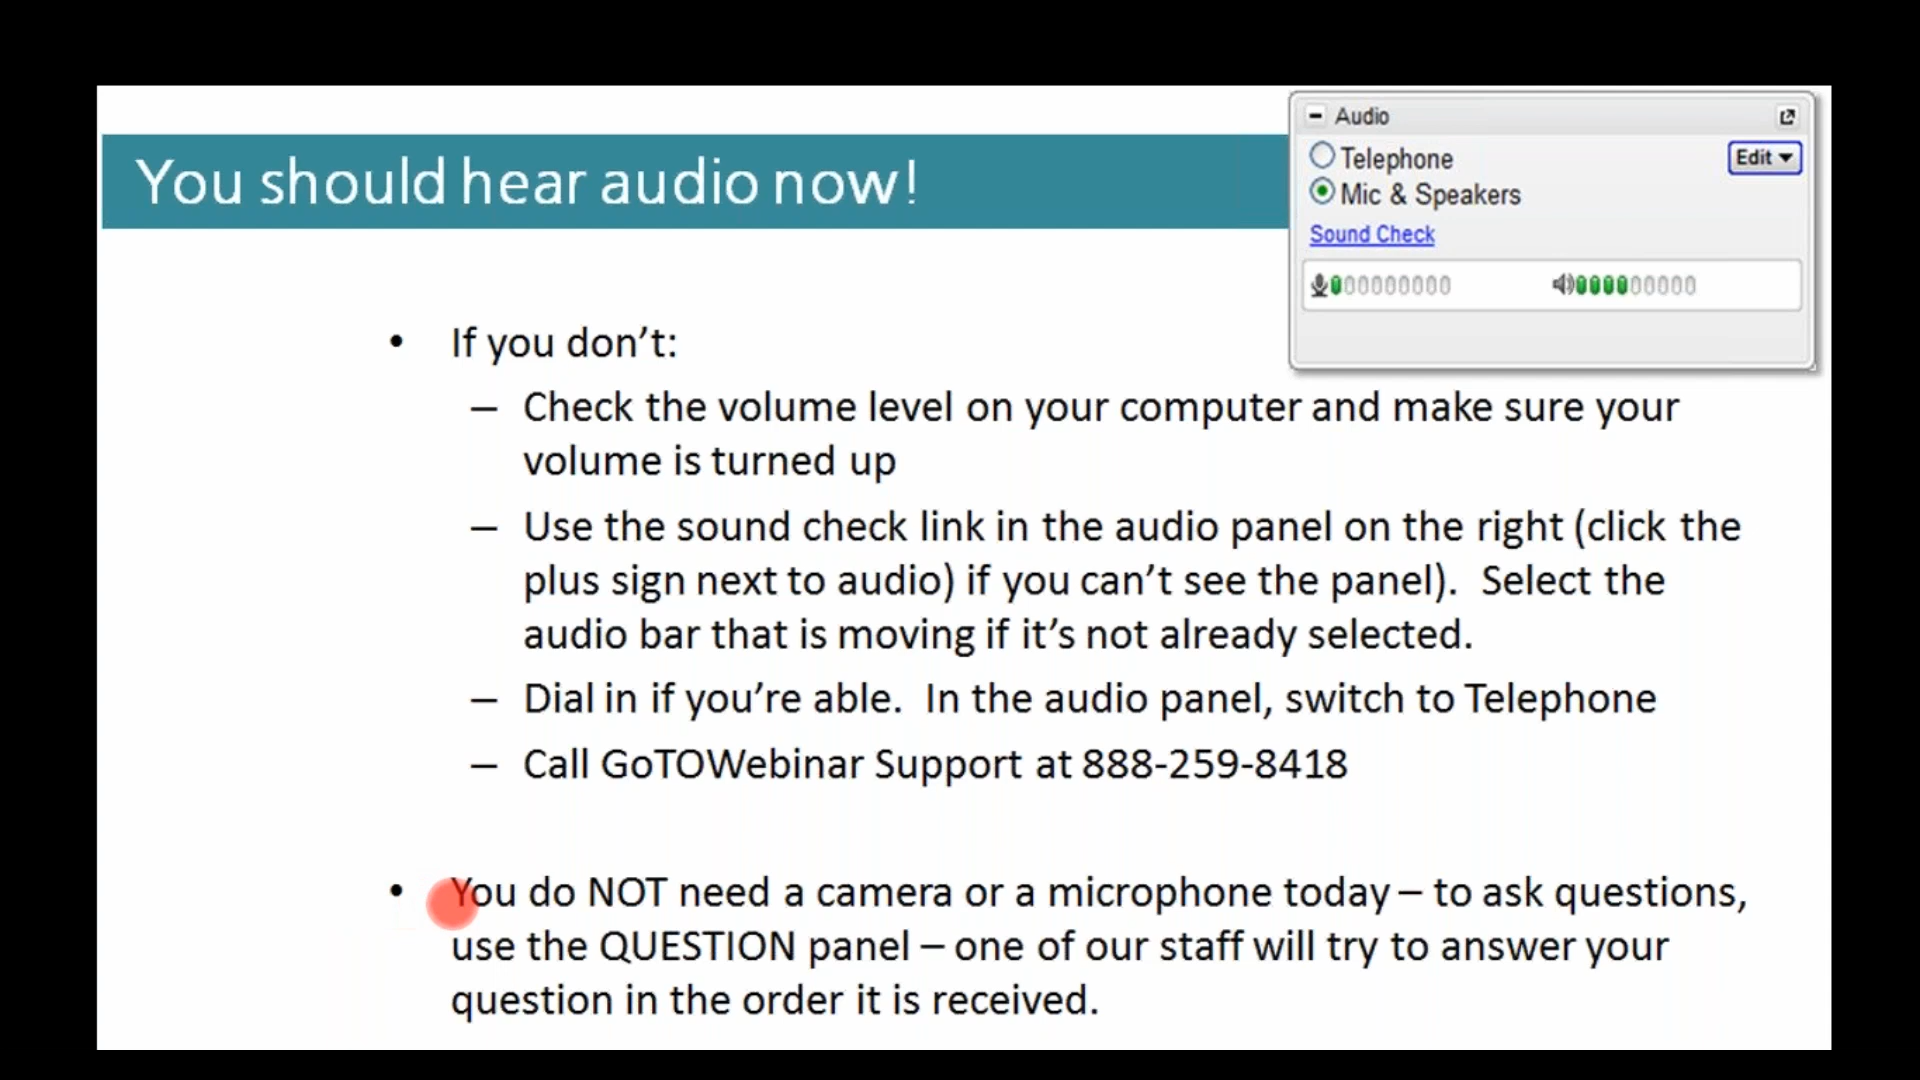 Audio
Telephone
Edit
You should hear audio now!
Mic & Speakers
Sound Check
• If you don’t:
– Check the volume level on your computer and make sure your
volume is turned up
– Use the sound check link in the audio panel on the right (click the
plus sign next to audio) if you can’t see the panel).  Select the
audio bar that is moving if it’s not already selected.
– Dial in if you’re able.  In the audio panel, switch to Telephone
– Call GoTOWebinar Support at 888-259-8418
• You do NOT need a camera or a microphone today – to ask questions,
use the QUESTION panel – one of our staff will try to answer your
question in the order it is received.